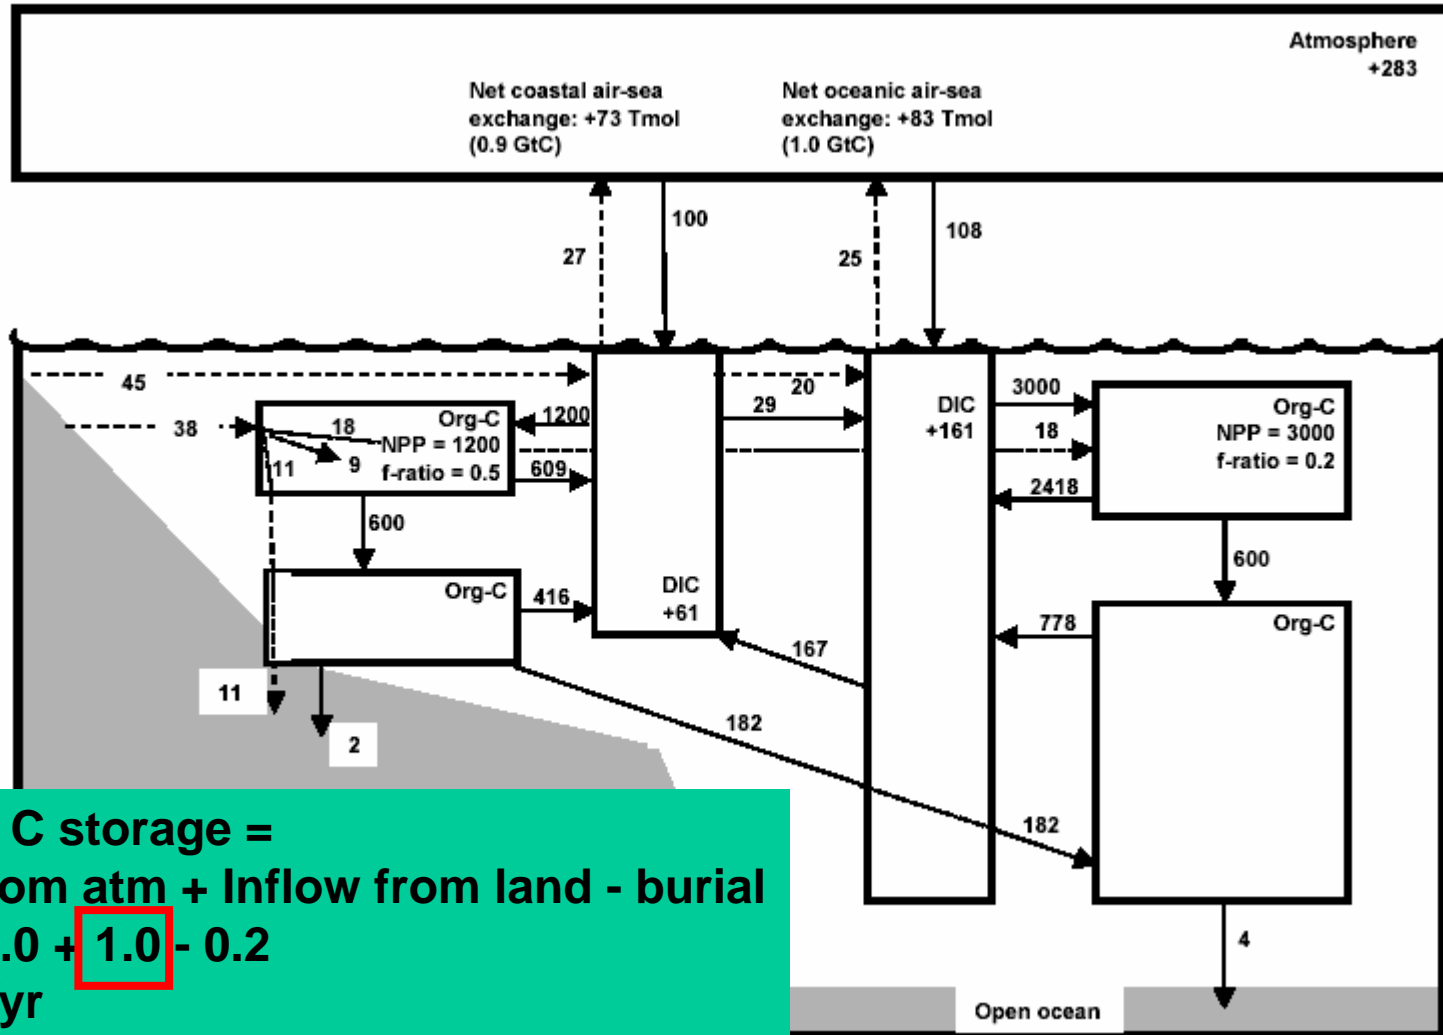 Atmosphere
+283
Net coastal air-sea
exchange: +73 Tmol
(0.9 GtC)
Net oceanic air-sea
exchange: +83 Tmol
(1.0 GtC)
100
108
27
25
45
20
29
3000
DIC
+161
Org-C
NPP = 3000
f-ratio = 0.2
38
18
9
11
Org-C
NPP = 1200
f-ratio = 0.5
1200
609
18
2418
600
600
Org-C
416
DIC
+61
778
Org-C
167
11
2
182
182
4
Open ocean
C storage =
om atm + Inflow from land - burial
.0 + 1.0 - 0.2
yr